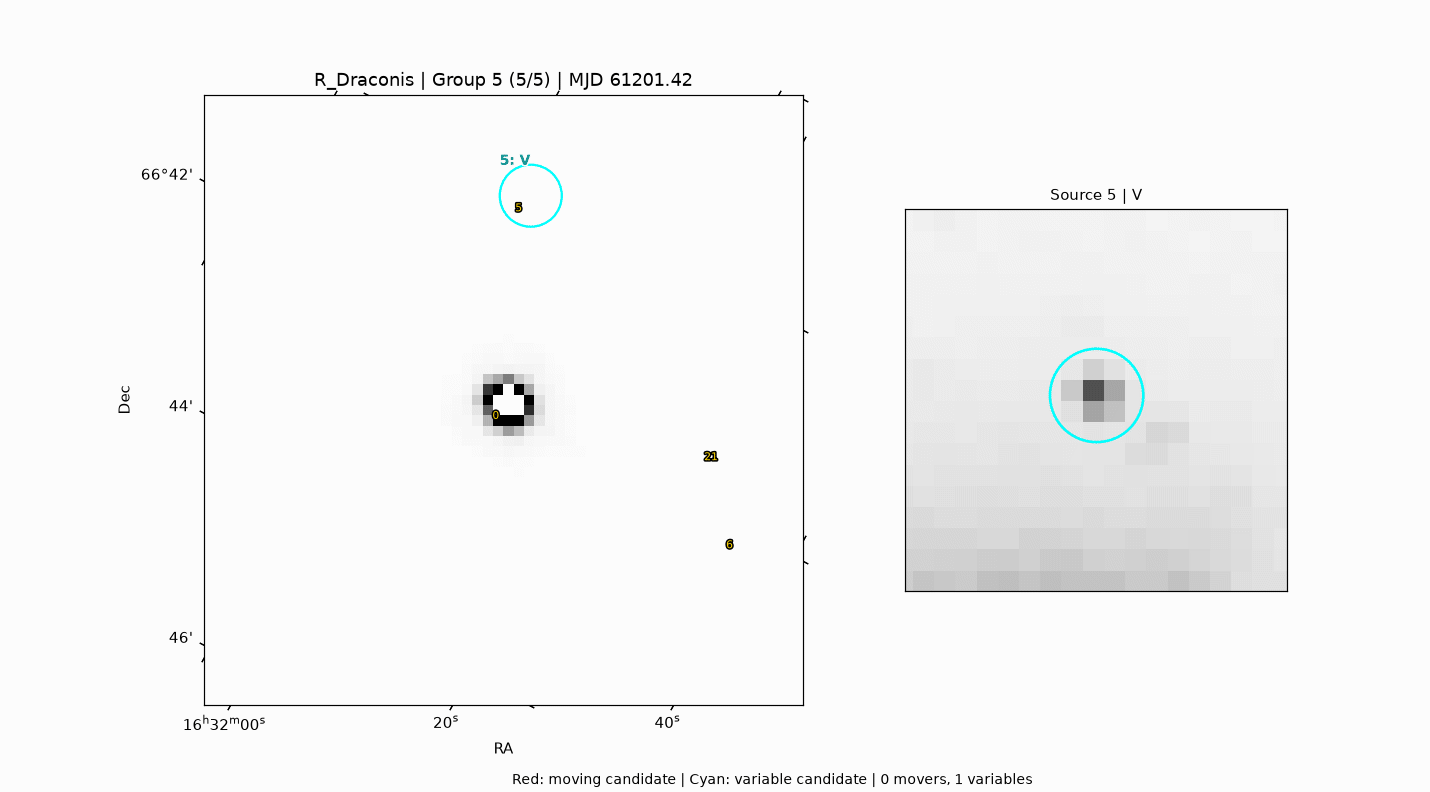 R_Draconis | Group 5 (5/5) | MJD 61201.42
5: V
5
66°42'
Source 5 | V
0
44'
21
6
46'
Dec
16ʰ32ᵐ00ˢ
20ˢ
40ˢ
RA
Red: moving candidate | Cyan: variable candidate | 0 movers, 1 variables